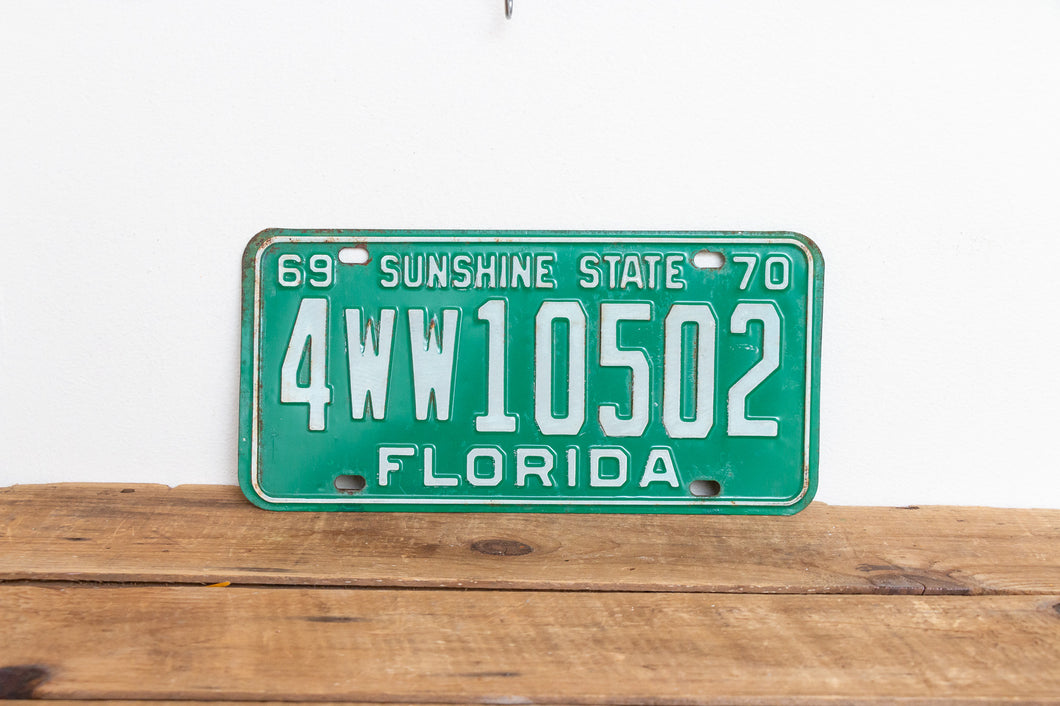 69 SUNSHINE STATE 70
4WW10502
FLORIDA